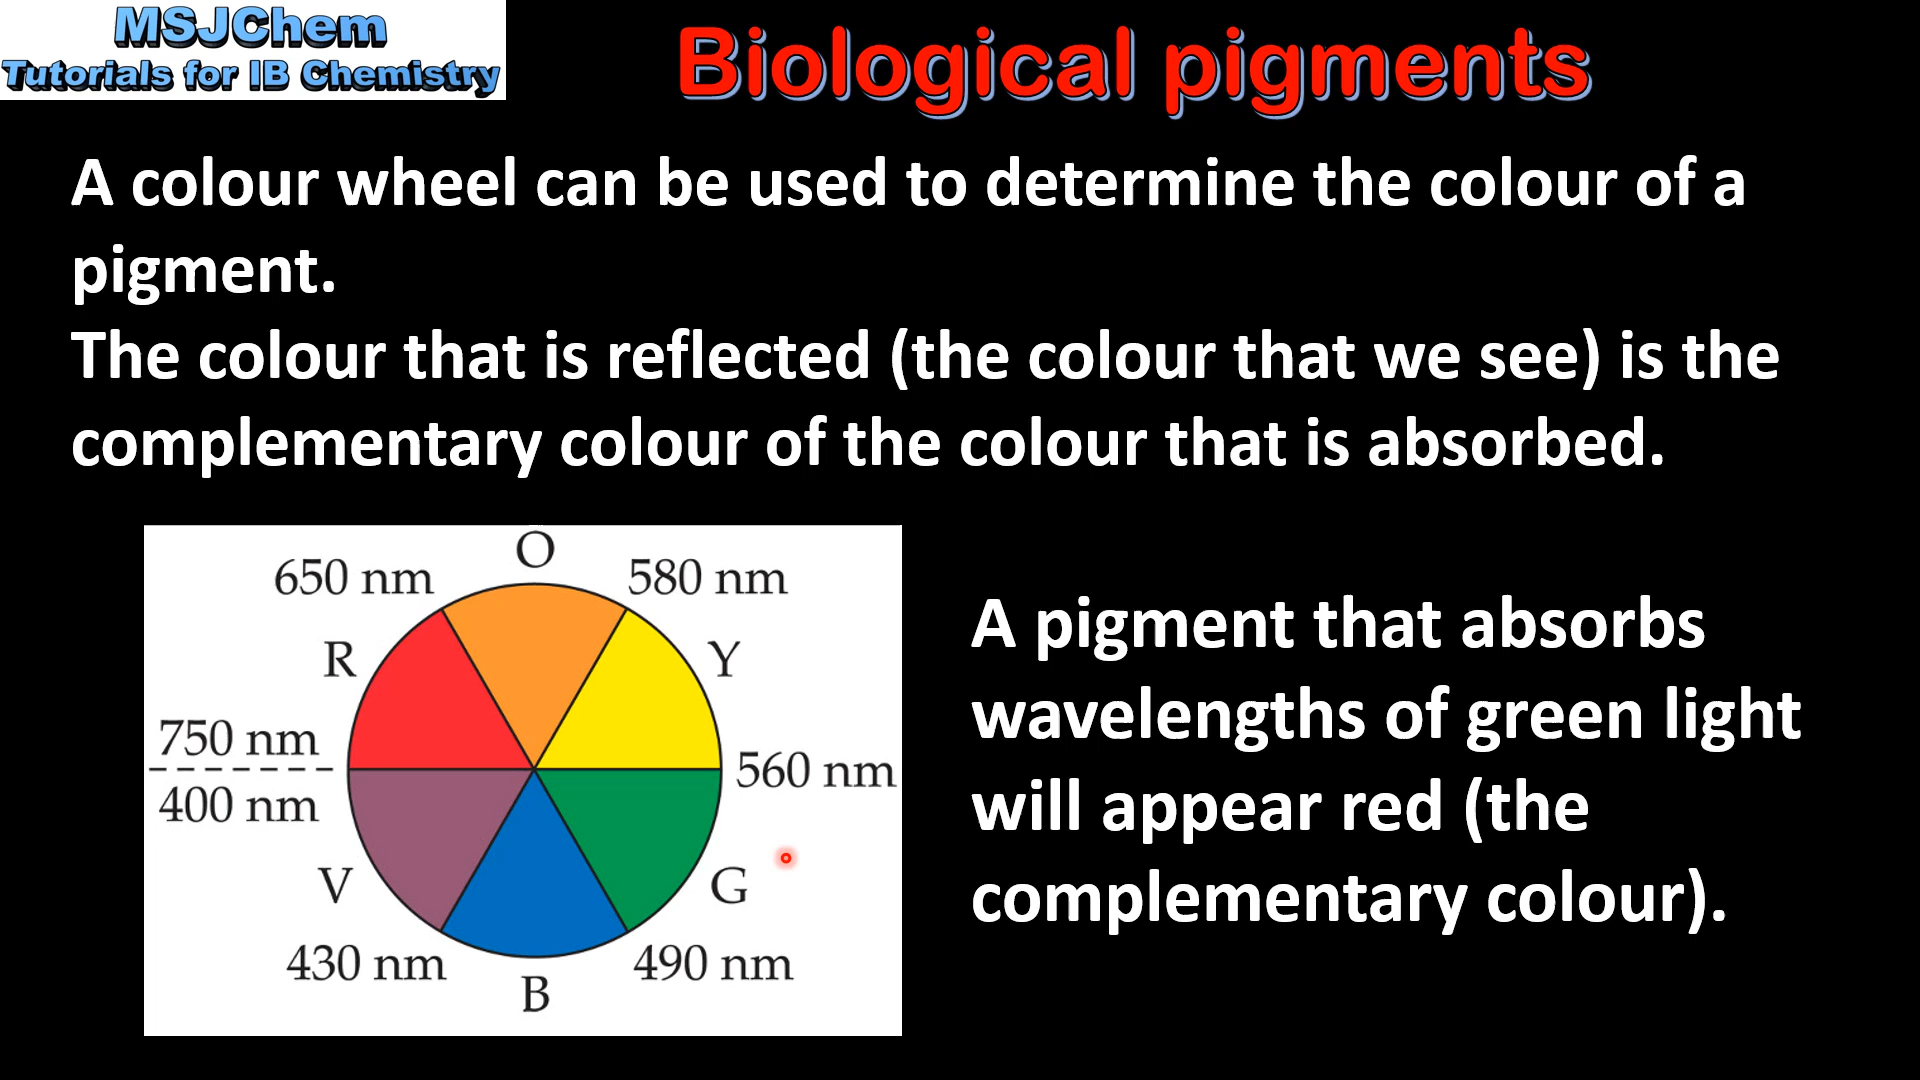 MSJChem
Tutorials for IB Chemistry
Biological pigments
A colour wheel can be used to determine the colour of a
pigment.
The colour that is reflected (the colour that we see) is the
complementary colour of the colour that is absorbed.
O
650 nm
580 nm
R
Y
750 nm
400 nm
560 nm
V
G
430 nm
490 nm
B
A pigment that absorbs
wavelengths of green light
will appear red (the
complementary colour).